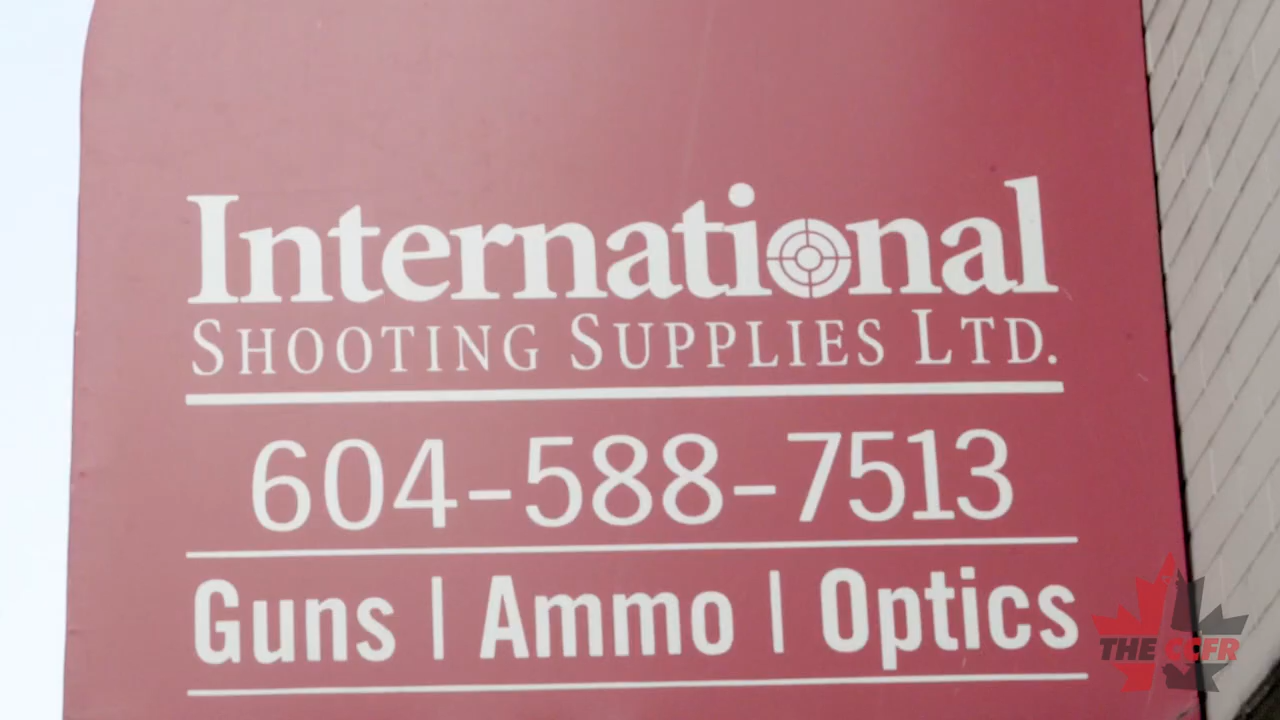 International
SHOOTING SUPPLIES LTD.
604-588-7513
Guns | Ammo | Optics
THE CCFR